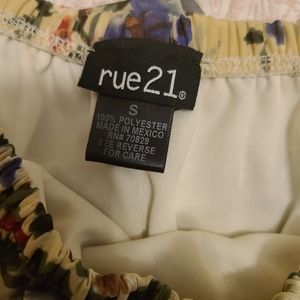 rue21®
S
100% POLYESTER
MADE IN MEXICO
RN# 70829
SEE REVERSE
FOR CARE